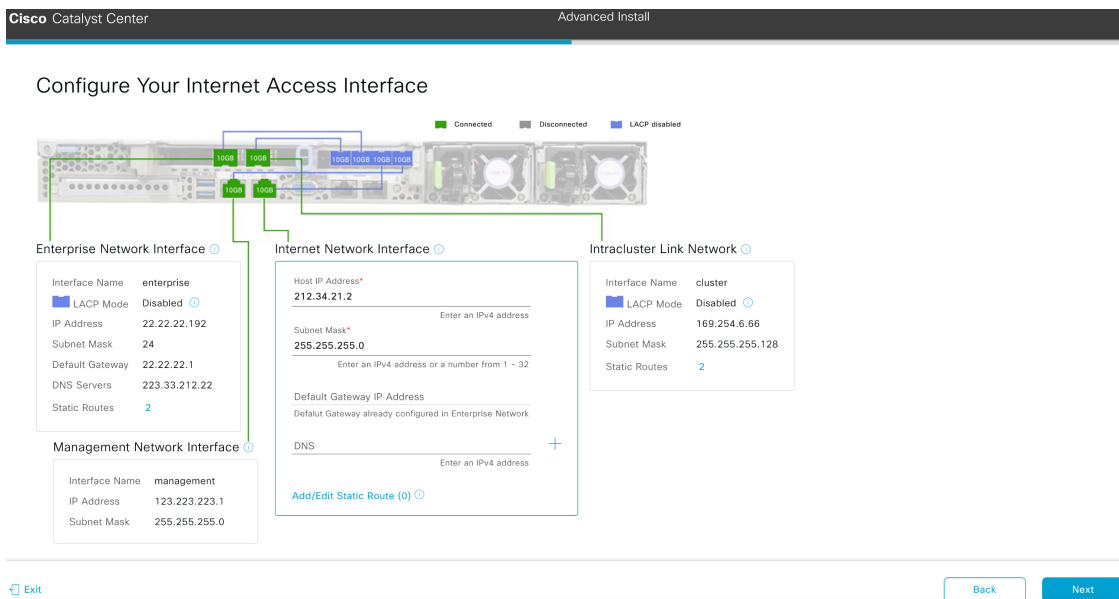 Cisco Catalyst Center
Advanced Install
Configure Your Internet Access Interface
Connected
Disconnected
LACP disabled
10GB 10GB 10GB 10GB 10GB 10GB
10GB 10GB
Enterprise Network Interface
Interface Name enterprise
LACP Mode Disabled
IP Address 22.22.22.192
Subnet Mask 24
Default Gateway 22.22.22.1
DNS Servers 223.33.212.22
Static Routes 2
Management Network Interface
Interface Name management
IP Address 123.223.223.1
Subnet Mask 255.255.255.0
Internet Network Interface
Host IP Address*
212.34.21.2
Enter an IPv4 address
Subnet Mask*
255.255.255.0
Enter an IPv4 address or a number from 1 - 32
Default Gateway IP Address
Defalut Gateway already configured in Enterprise Network
DNS
Enter an IPv4 address
Add/Edit Static Route (0)
Intracluster Link Network
Interface Name cluster
LACP Mode Disabled
IP Address 169.254.6.66
Subnet Mask 255.255.255.128
Static Routes 2
Exit
Back
Next